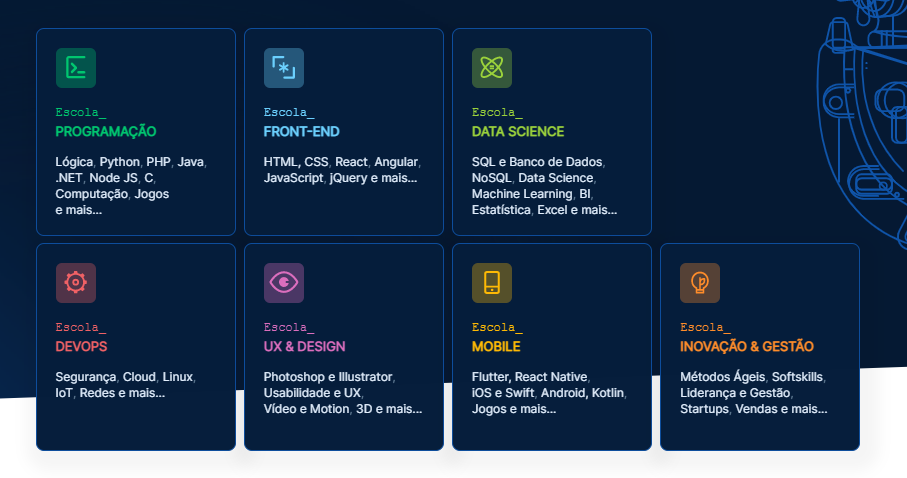 Escola_
PROGRAMAÇÃO
Lógica, Python, PHP, Java,
.NET, Node JS, C,
Computação, Jogos
e mais...
Escola_
FRONT-END
HTML, CSS, React, Angular,
JavaScript, jQuery e mais...
Escola_
DATA SCIENCE
SQL e Banco de Dados,
NoSQL, Data Science,
Machine Learning, BI,
Estatística, Excel e mais...
Escola_
DEVOPS
Segurança, Cloud, Linux,
IoT, Redes e mais...
Escola_
UX & DESIGN
Photoshop e Illustrator,
Usabilidade e UX,
Vídeo e Motion, 3D e mais...
Escola_
MOBILE
Flutter, React Native,
iOS e Swift, Android, Kotlin,
Jogos e mais...
Escola_
INOVAÇÃO & GESTÃO
Métodos Ágeis, Softskills,
Liderança e Gestão,
Startups, Vendas e mais...